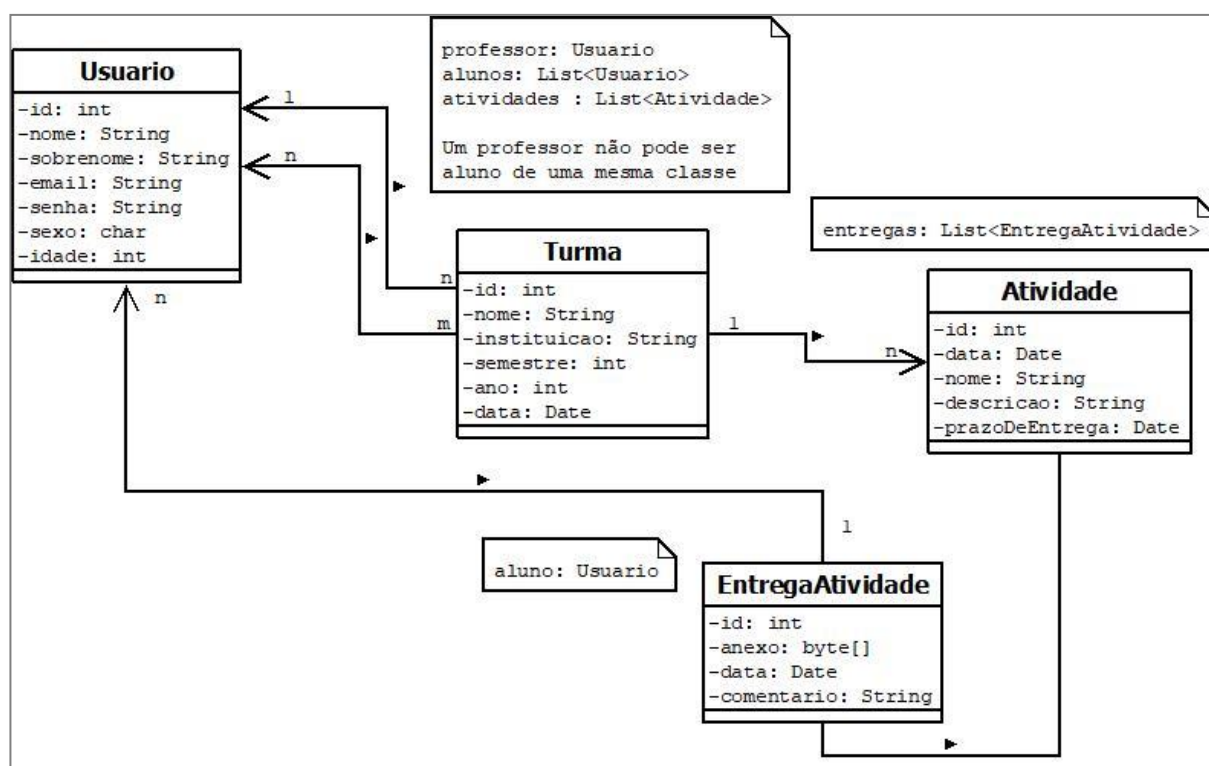 Usuario
-id: int
-nome: String
-sobrenome: String
-email: String
-senha: String
-sexo: char
-idade: int
professor: Usuario
alunos: List<Usuario>
atividades : List<Atividade>
Um professor não pode ser
aluno de uma mesma classe
1
n
n
entregas: List<EntregaAtividade>
Turma
-id: int
-nome: String
-instituicao: String
-semestre: int
-ano: int
-data: Date
n
m
1
n
Atividade
-id: int
-data: Date
-nome: String
-descricao: String
-prazoDeEntrega: Date
1
aluno: Usuario
EntregaAtividade
-id: int
-anexo: byte[]
-data: Date
-comentario: String